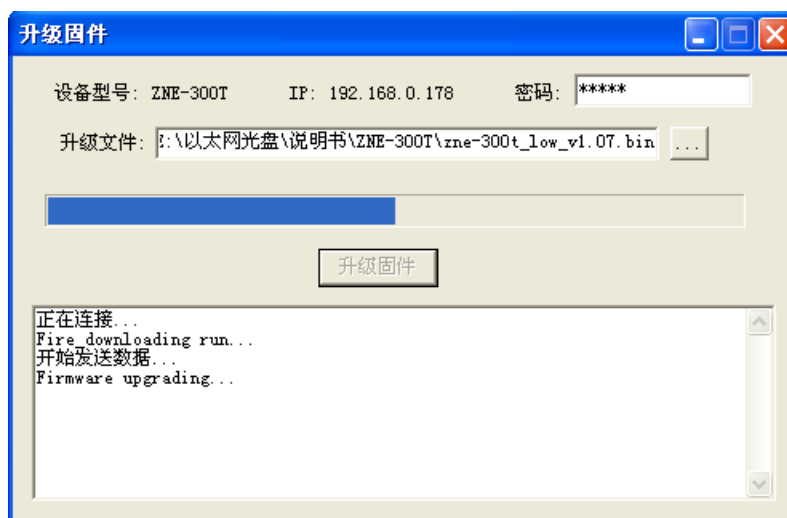 升级固件
设备型号: ZNE-300T IP: 192.168.0.178 密码: *****
升级文件: :\以太网光盘\说明书\ZNE-300T\zne-300t_low_v1.07.bin ...
升级固件
正在连接...
Fire_downloading run...
开始发送数据...
Firmware upgrading...